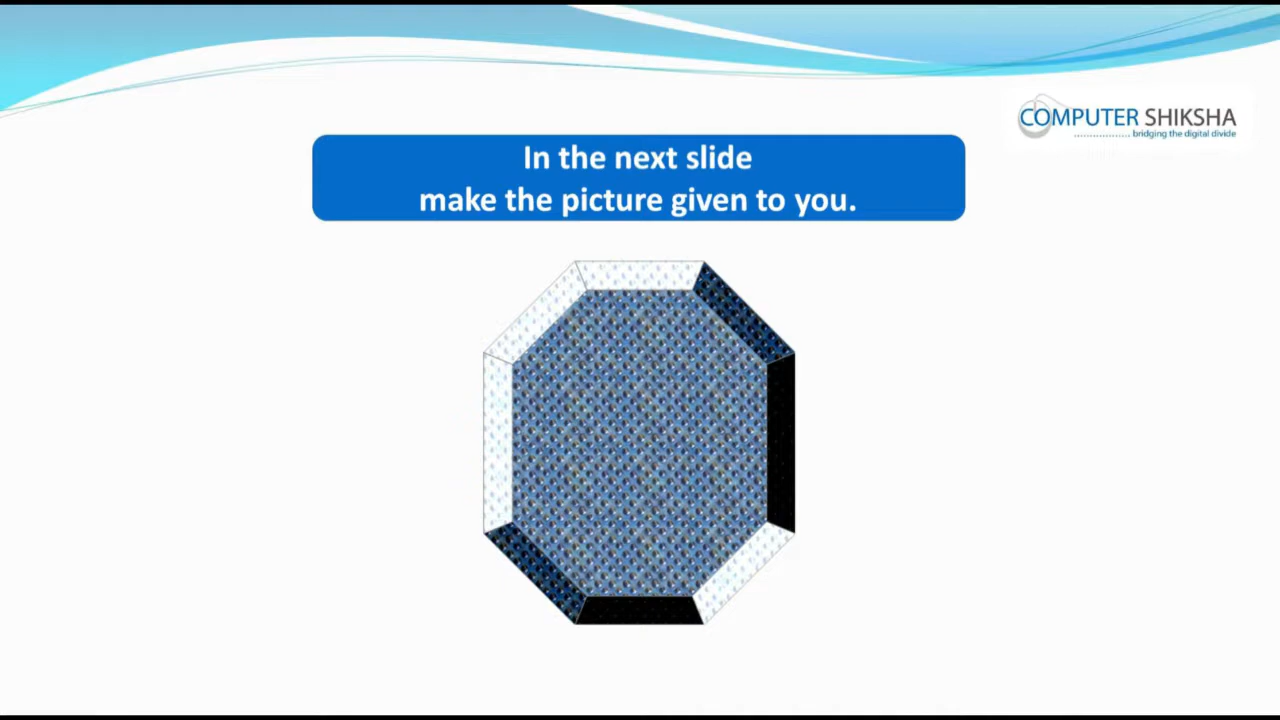 COMPUTER SHIKSHA
bridging the digital divide
In the next slide
make the picture given to you.